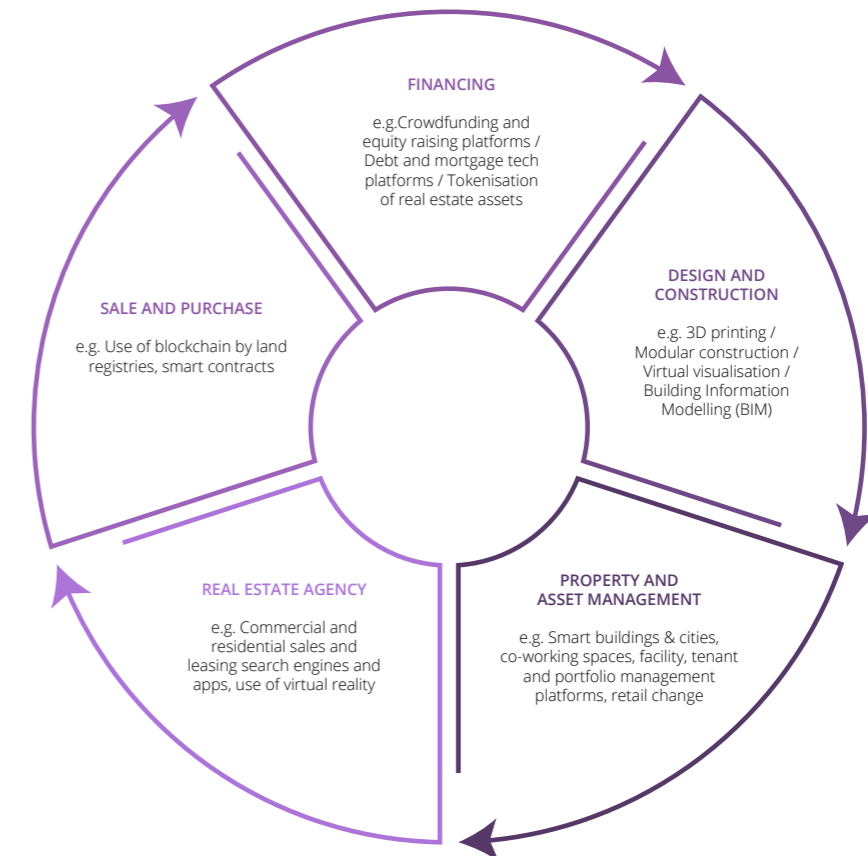 FINANCING
e.g.Crowdfunding and
equity raising platforms /
Debt and mortgage tech
platforms / Tokenisation
of real estate assets
DESIGN AND
CONSTRUCTION
e.g. 3D printing /
Modular construction /
Virtual visualisation /
Building Information
Modelling (BIM)
PROPERTY AND
ASSET MANAGEMENT
e.g. Smart buildings & cities,
co-working spaces, facility, tenant
and portfolio management
platforms, retail change
REAL ESTATE AGENCY
e.g. Commercial and
residential sales and
leasing search engines and
apps, use of virtual reality
SALE AND PURCHASE
e.g. Use of blockchain by land
registries, smart contracts